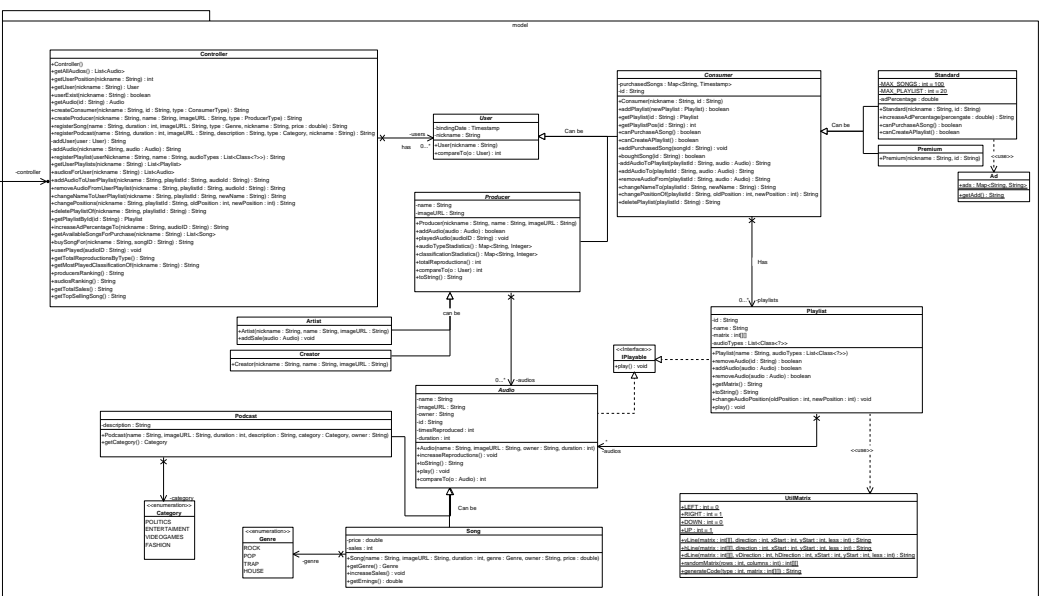 model
Controller
+Controller()
+getAllAudios() : List<Audio>
+getUserPosition(nickname : String) : int
+getUser(nickname : String) : User
+userExist(nickname : String) : boolean
+getAudio(id : String) : Audio
+createConsumer(nickname : String, id : String, type : ConsumerType) : String
+createProducer(nickname : String, name : String, imageURL : String, type : ProducerType) : String
+registerSong(name : String, duration : int, imageURL : String, type : Genre, nickname : String, price : double) : String
+registerPodcast(name : String, duration : int, imageURL : String, description : String, type : Category, nickname : String) : String
-addUser(user : User) : String
-addAudio(nickname : String, audio : Audio) : String
+registerPlaylist(userNickname : String, name : String, audioTypes : List<Class<?>>) : String
+getUserPlaylists(nickname : String) : List<Playlist>
+audiosForUser(nickname : String) : List<Audio>
+addAudioToUserPlaylist(nickname : String, playlistId : String, audioId : String) : String
+removeAudioFromUserPlaylist(nickname : String, playlistId : String, audioId : String) : String
+changeNameToUserPlaylist(nickname : String, playlistId : String, newName : String) : String
+changePositions(nickname : String, playlistId : String, oldPosition : int, newPosition : int) : String
+deletePlaylistOf(nickname : String, playlistId : String) : String
+getPlaylistById(id : String) : Playlist
+increaseAdPercentageTo(nickname : String, audioID : String) : String
+getAvailableSongsForPurchase(nickname : String) : List<Song>
+buySongFor(nickname : String, songID : String) : String
+userPlayed(audioID : String) : void
+getTotalReproductionsByType() : String
+getMostPlayedClassificationOf(nickname : String) : String
+producersRanking() : String
+audiosRanking() : String
+getTotalSales() : String
+getTopSellingSong() : String
-controller
-users
has 0...*
User
-bindingDate : Timestamp
-nickname : String
+User(nickname : String)
+compareTo(o : User) : int
Can be
Consumer
-purchasedSongs : Map<String, Timestamp>
-id : String
+Consumer(nickname : String, id : String)
+addPlaylist(newPlaylist : Playlist) : boolean
+getPlaylist(id : String) : Playlist
+getPlaylistPos(id : String) : int
+canPurchaseASong() : boolean
+canCreateAPlaylist() : boolean
+addPurchasedSong(songId : String) : void
+boughtSong(id : String) : boolean
-addAudioToPlaylist(playlistId : String, audio : Audio) : String
+addAudioTo(playlistId : String, audio : Audio) : String
+removeAudioFrom(playlistId : String, audio : Audio) : String
+changeNameTo(playlistId : String, newName : String) : String
+changePositionOf(playlistId : String, oldPosition : int, newPosition : int) : String
+deletePlaylist(playlistId : String) : String
Can be
Standard
-MAX_SONGS : int = 100
-MAX_PLAYLIST : int = 20
-adPercentage : double
+Standard(nickname : String, id : String)
+increaseAdPercentage(percengate : double) : String
+canPurchaseASong() : boolean
+canCreateAPlaylist() : boolean
Premium
+Premium(nickname : String, id : String)
<<use>>
Ad
+ads : Map<String, String>
+getAdd() : String
Producer
-name : String
-imageURL : String
+Producer(nickname : String, name : String, imageURL : String)
+addAudio(audio : Audio) : boolean
+playedAudio(audioID : String) : void
-audioTypeStadistics() : Map<String, Integer>
+classificationStadistics() : Map<String, Integer>
+totalReproductions() : int
+compareTo(o : User) : int
+toString() : String
can be
Artist
+Artist(nickname : String, name : String, imageURL : String)
+addSale(audio : Audio) : void
Creator
+Creator(nickname : String, name : String, imageURL : String)
Has
0...* -playlists
Playlist
-id : String
-name : String
-matrix : int[][]
-audioTypes : List<Class<?>>
+Playlist(name : String, audioTypes : List<Class<?>>)
+removeAudio(id : String) : boolean
+addAudio(audio : Audio) : boolean
+removeAudio(audio : Audio) : boolean
+getMatrix() : String
+toString() : String
+changeAudioPosition(oldPosition : int, newPosition : int) : void
+play() : void
<<Interface>>
IPlayable
+play() : void
0...* -audios
Audio
-name : String
-imageURL : String
-owner : String
-id : String
-timesReproduced : int
-duration : int
+Audio(name : String, imageURL : String, owner : String, duration : int)
+increaseReproductions() : void
+toString() : String
+play() : void
+compareTo(o : Audio) : int
*
-audios
<<use>>
Can be
Podcast
-description : String
+Podcast(name : String, imageURL : String, duration : int, description : String, category : Category, owner : String)
+getCategory() : Category
-category
<<enumeration>>
Category
POLITICS
ENTERTAIMENT
VIDEOGAMES
FASHION
<<enumeration>>
Genre
ROCK
POP
TRAP
HOUSE
-genre
Song
-price : double
-sales : int
+Song(name : String, imageURL : String, duration : int, genre : Genre, owner : String, price : double)
+getGenre() : Genre
+increaseSales() : void
+getErnings() : double
UtilMatrix
+LEFT : int = 0
+RIGHT : int = 1
+DOWN : int = 0
+UP : int = 1
+vLine(matrix : int[][], direction : int, xStart : int, yStart : int, less : int) : String
+hLine(matrix : int[][], direction : int, xStart : int, yStart : int, less : int) : String
+dLine(matrix : int[][], vDirection : int, hDirection : int, xStart : int, yStart : int, less : int) : String
+randomMatrix(rows : int, columns : int) : int[][]
+generateCode(type : int, matrix : int[][]) : String